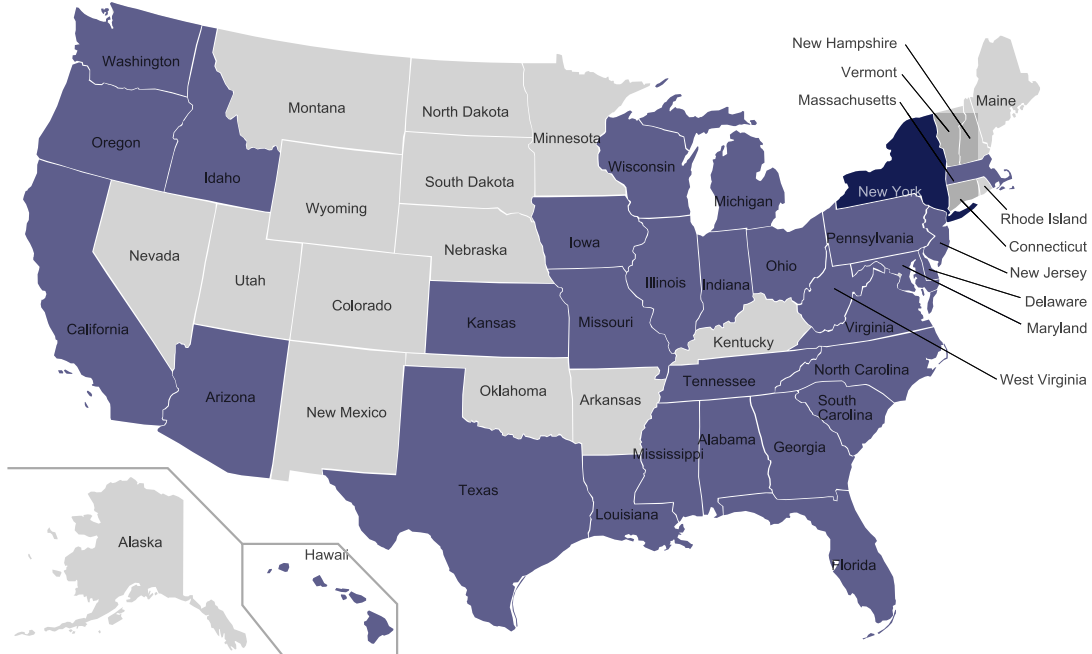 New Hampshire
Vermont
Massachusetts
Maine
Washington
Montana
North Dakota
Minnesota
Oregon
Idaho
Wisconsin
South Dakota
Michigan
New York
Wyoming
Rhode Island
Pennsylvania
Connecticut
Iowa
Nebraska
Nevada
Ohio
New Jersey
Utah
Illinois
Indiana
Delaware
Colorado
Kansas
Missouri
Virginia
Maryland
California
Kentucky
North Carolina
West Virginia
Tennessee
Oklahoma
Arizona
Arkansas
South
Carolina
New Mexico
Alabama
Georgia
Mississippi
Texas
Louisiana
Alaska
Hawaii
Florida